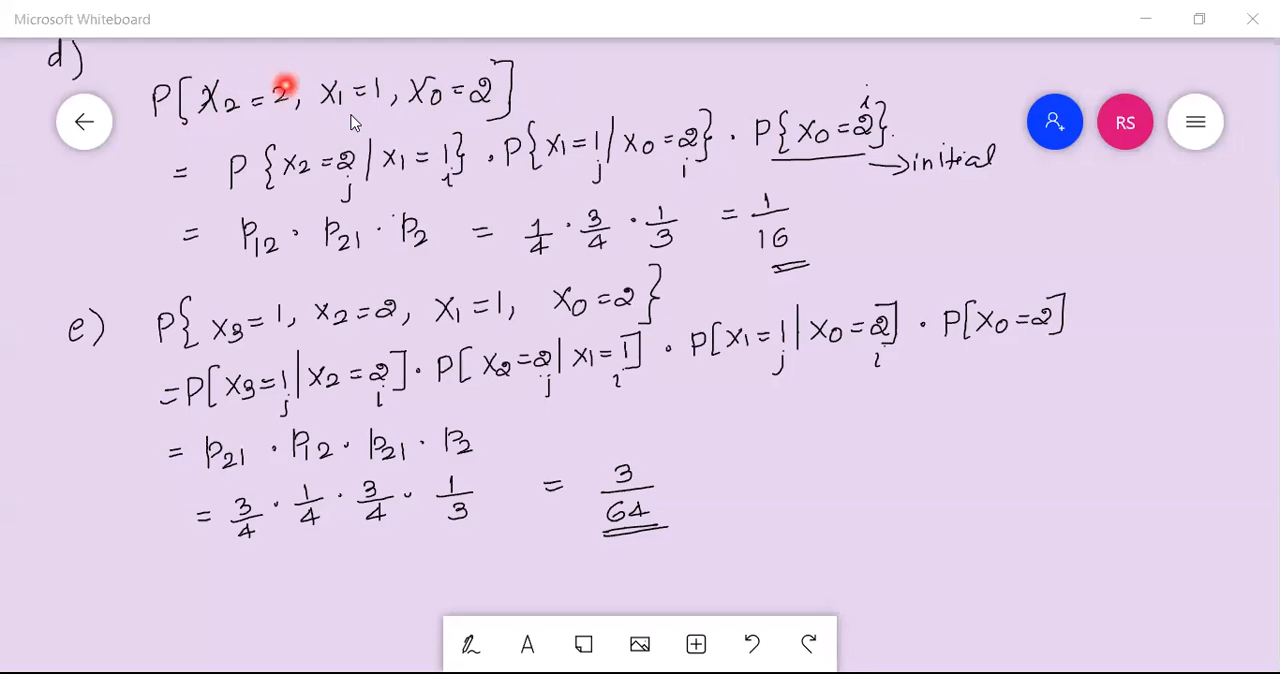 Microsoft Whiteboard
d)
P[X₂ = 2, X₁ = 1, X₀ = 2]
RS
= P{X₂ = 2 | X₁ = 1} . P{X₁ = 1 | X₀ = 2} . P{X₀ = 2}. → initial
j i j i i
= P₁₂ . P₂₁ . P₂ = 1/4 . 3/4 . 1/3 = 1/16
e) P{X₃ = 1, X₂ = 2, X₁ = 1, X₀ = 2}
= P[X₃ = 1 | X₂ = 2] . P[X₂ = 2 | X₁ = 1] . P[X₁ = 1 | X₀ = 2] . P[X₀ = 2]
j i j i j i
= P₂₁ . P₁₂ . P₂₁ . P₂
= 3/4 . 1/4 . 3/4 . 1/3 = 3/64
A